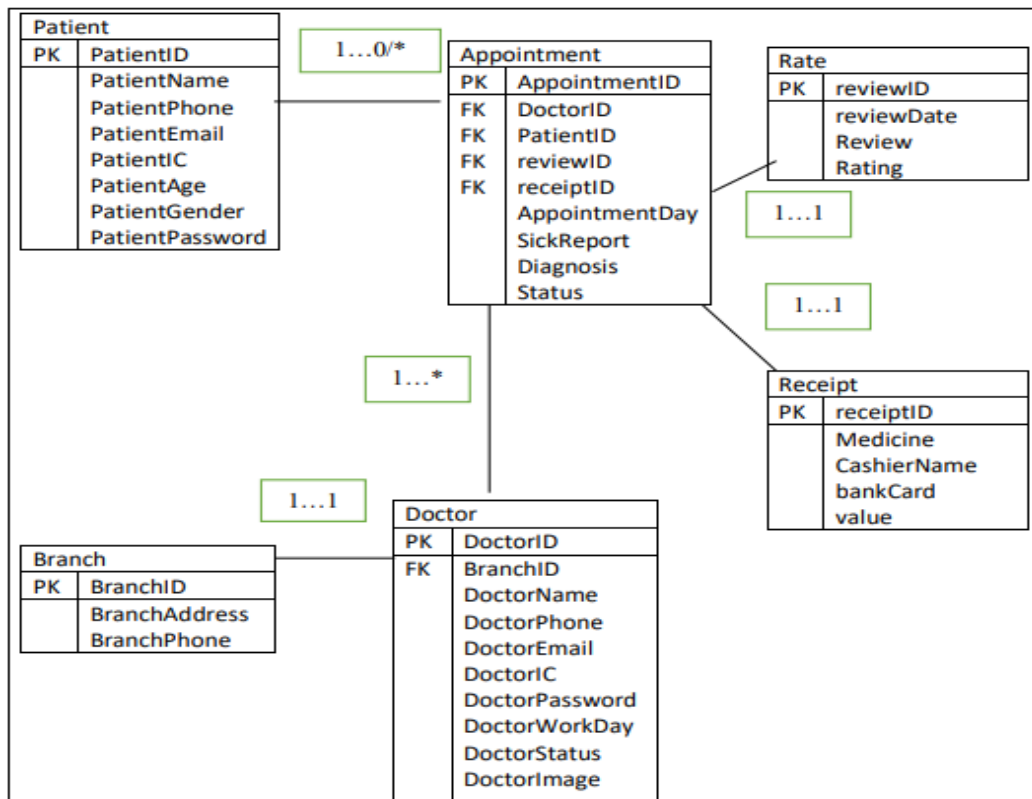 Patient
PK PatientID
PatientName
PatientPhone
PatientEmail
PatientIC
PatientAge
PatientGender
PatientPassword
1…0/*
Appointment
PK AppointmentID
FK DoctorID
FK PatientID
FK reviewID
FK receiptID
AppointmentDay
SickReport
Diagnosis
Status
Rate
PK reviewID
reviewDate
Review
Rating
1…1
1…1
Receipt
PK receiptID
Medicine
CashierName
bankCard
value
1…*
1…1
Branch
PK BranchID
BranchAddress
BranchPhone
Doctor
PK DoctorID
FK BranchID
DoctorName
DoctorPhone
DoctorEmail
DoctorIC
DoctorPassword
DoctorWorkDay
DoctorStatus
DoctorImage